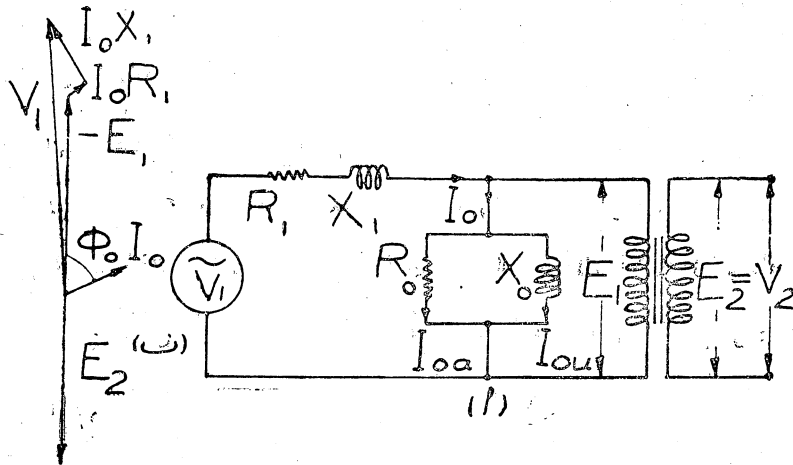 I₀X₁
V₁
I₀R₁
-E₁
Φ₀ I₀
E₂
(ب)
R₁
X₁
I₀
V₁
R₀
X₀
E₁
E₂=V₂
I₀a
I₀u
(أ)